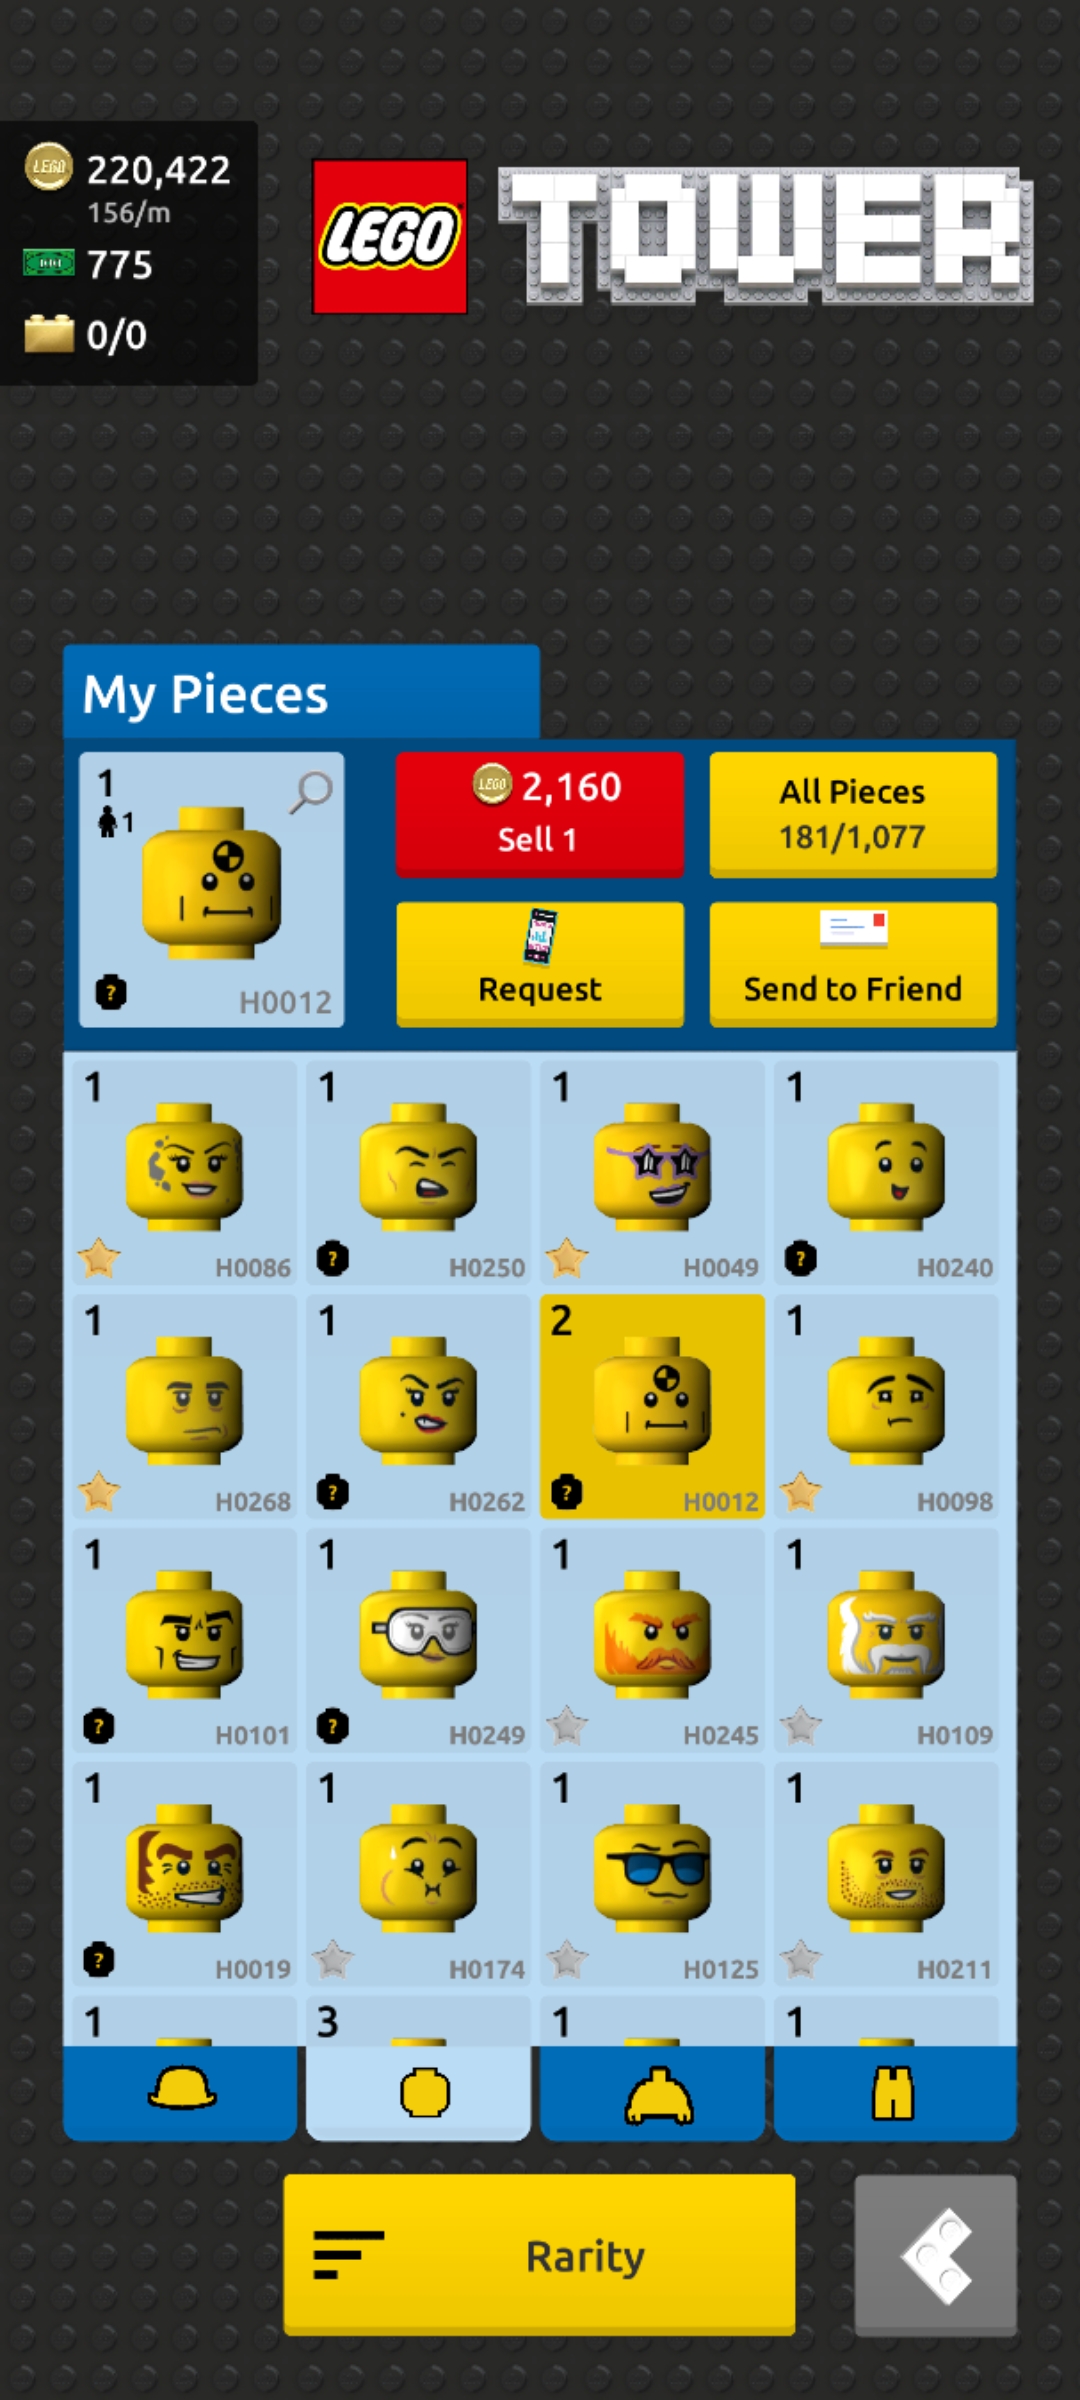 LEGO 220,422
156/m
775
0/0
LEGO TOWER
My Pieces
1
1
H0012
LEGO 2,160
Sell 1
All Pieces
181/1,077
Request
Send to Friend
1 1 1 1
H0086 ? H0250 H0049 ? H0240
1 1 2 1
H0268 ? H0262 ? H0012 H0098
1 1 1 1
? H0101 ? H0249 H0245 H0109
1 1 1 1
? H0019 H0174 H0125 H0211
1 3 1 1
Rarity